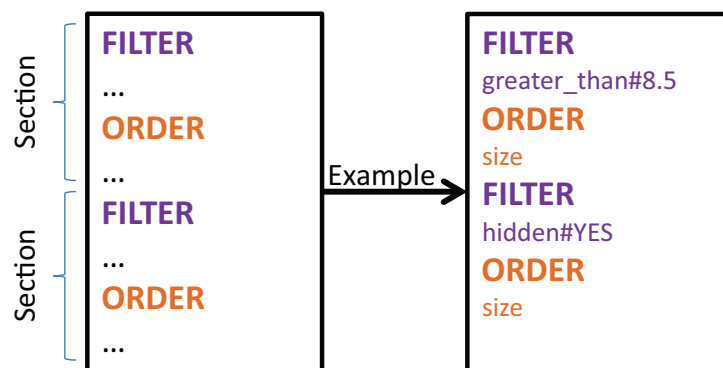 Section
FILTER
...
ORDER
...
Section
FILTER
...
ORDER
...
Example
FILTER
greater_than#8.5
ORDER
size
FILTER
hidden#YES
ORDER
size